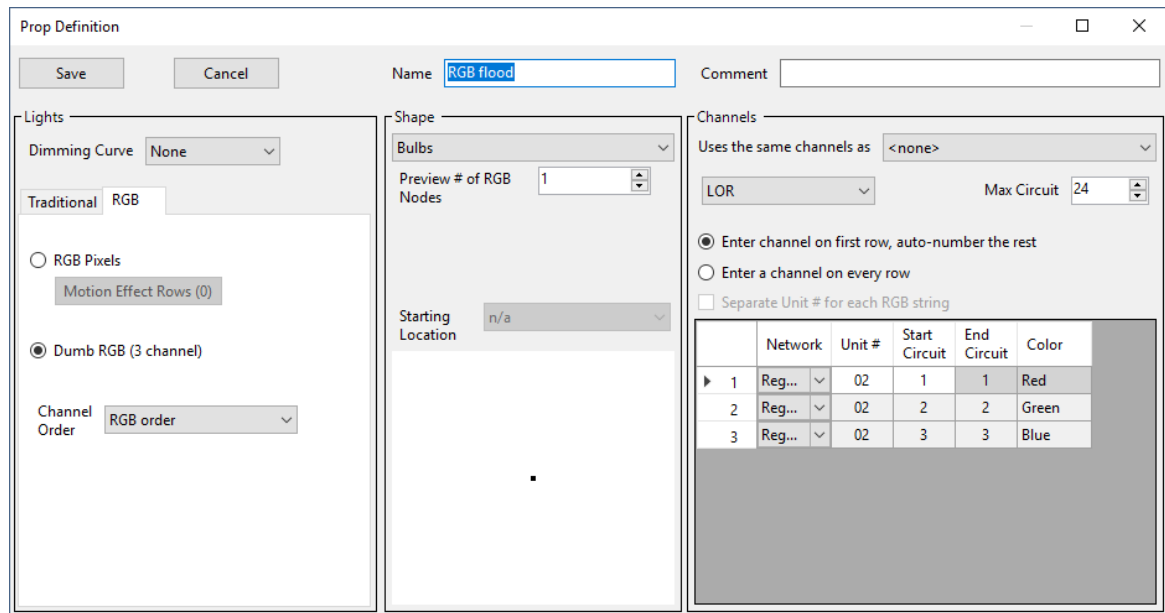 Prop Definition
Save Cancel Name RGB flood Comment
Lights
Dimming Curve None
Traditional RGB
RGB Pixels
Motion Effect Rows (0)
Dumb RGB (3 channel)
Channel Order RGB order
Shape
Bulbs
Preview # of RGB
Nodes
1
Starting
Location
n/a
Channels
Uses the same channels as <none>
LOR Max Circuit 24
Enter channel on first row, auto-number the rest
Enter a channel on every row
Separate Unit # for each RGB string
Network Unit # Start Circuit End Circuit Color
1 Reg... 02 1 1 Red
2 Reg... 02 2 2 Green
3 Reg... 02 3 3 Blue